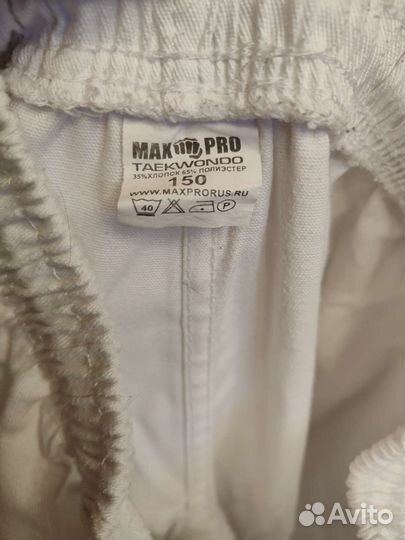 MAX PRO
TAEKWONDO
35%ХЛОПОК 65% ПОЛИЭСТЕР
150
WWW.MAXPRORUS.RU
40 P
Avito